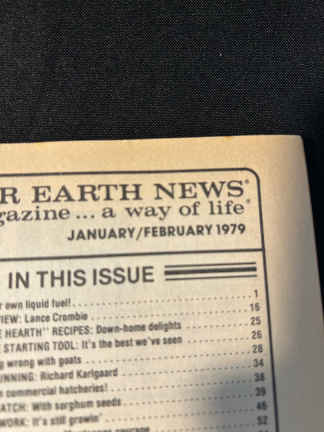 R EARTH NEWS®
gazine ... a way of life®
JANUARY/FEBRUARY 1979
IN THIS ISSUE
r own liquid fuel! 1
VIEW: Lance Crombie 16
E HEARTH" RECIPES: Down-home delights 25
E STARTING TOOL: It's the best we've seen 26
g wrong with goats 28
UNNING: Richard Karlgaard 34
n commercial hatcheries! 38
ATCH: With sorghum seeds 39
WORK: It's still growin' 46
sausage 52